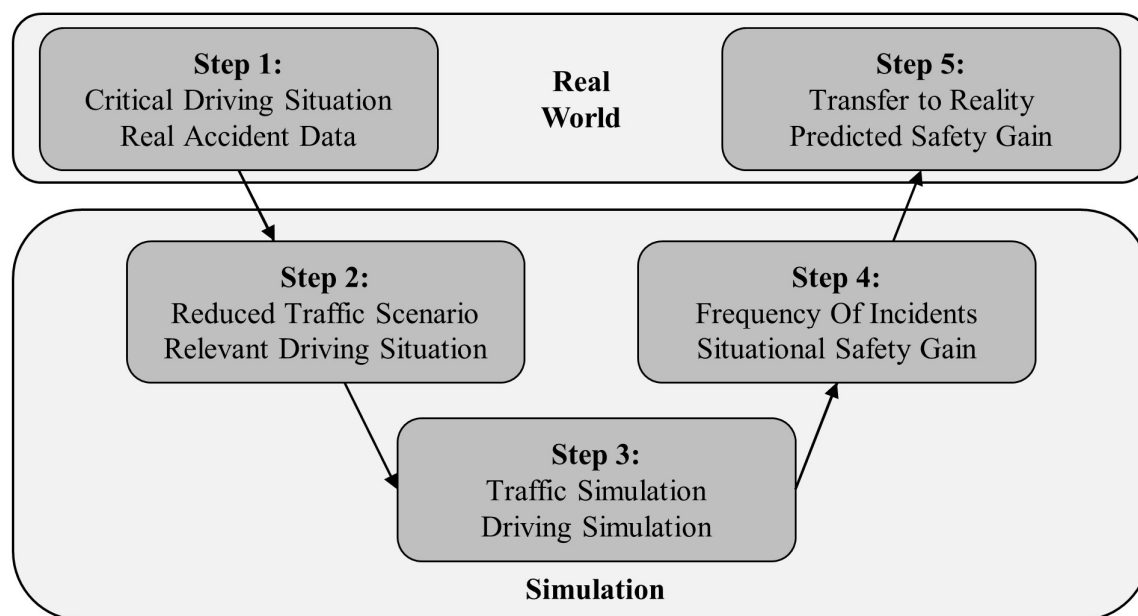 Step 1:
Critical Driving Situation
Real Accident Data
Real
World
Step 5:
Transfer to Reality
Predicted Safety Gain
Step 2:
Reduced Traffic Scenario
Relevant Driving Situation
Step 4:
Frequency Of Incidents
Situational Safety Gain
Step 3:
Traffic Simulation
Driving Simulation
Simulation